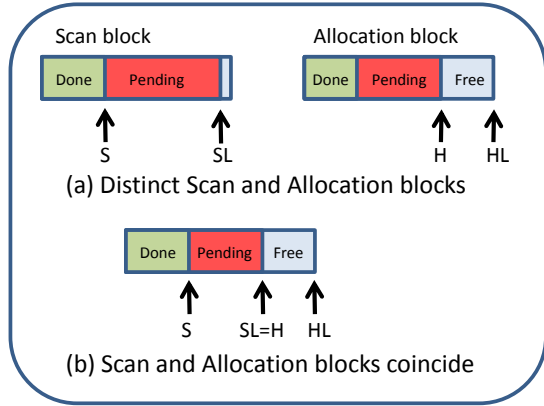 Scan block
Allocation block
Done Pending
Done Pending Free
S SL
H HL
(a) Distinct Scan and Allocation blocks
Done Pending Free
S SL=H HL
(b) Scan and Allocation blocks coincide